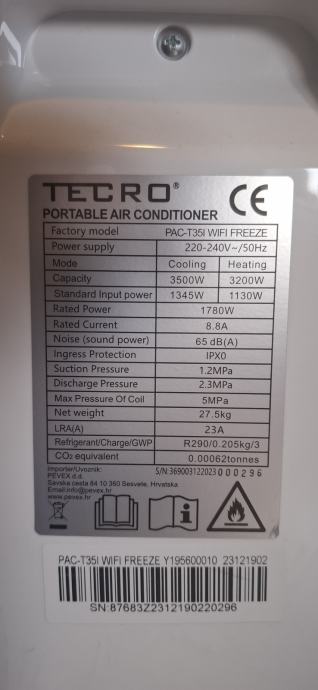 TECRO® CE
PORTABLE AIR CONDITIONER
Factory model PAC-T35I WIFI FREEZE
Power supply 220-240V~/50Hz
Mode Cooling Heating
Capacity 3500W 3200W
Standard Input power 1345W 1130W
Rated Power 1780W
Rated Current 8.8A
Noise (sound power) 65 dB(A)
Ingress Protection IPX0
Suction Pressure 1.2MPa
Discharge Pressure 2.3MPa
Max Pressure Of Coil 5MPa
Net weight 27.5kg
LRA(A) 23A
Refrigerant/Charge/GWP R290/0.205kg/3
CO₂ equivalent 0.00062tonnes
Importer/Uvoznik: S/N:369003122023000296
PEVEX d.d.
Savska cesta 84 10 360 Sesvete, Hrvatska
Email:info@pevex.hr
www.pevex.hr
PAC-T35I WIFI FREEZE Y195600010 23121902
SN:87683Z2312190220296